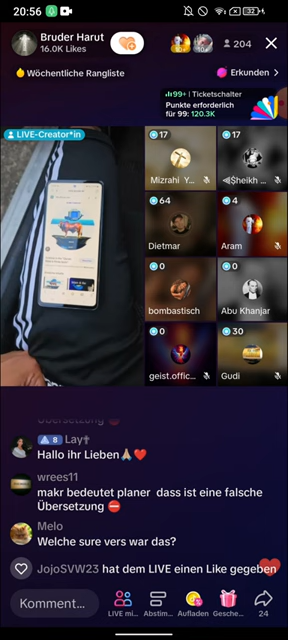 20:56
Bruder Harut
16.0K Likes
204
Wöchentliche Rangliste
Erkunden >
99+ | Ticketschalter
Punkte erforderlich
für 99: 120.3K
LIVE-Creator*in
17
Mizrahi Y...
17
Sheikh ...
64
Dietmar
4
Aram
0
bombastisch
0
Abu Khanjar
0
geist.offic...
30
Gudi
Übersetzung
8 Lay
Hallo ihr Lieben🙏❤️
wrees11
makr bedeutet planer dass ist eine falsche
Übersetzung ⛔
Melo
Welche sure vers war das?
JojoSVW23 hat dem LIVE einen Like gegeben
Komment...
LIVE mi...
Abstim...
Aufladen
Gesche...
24